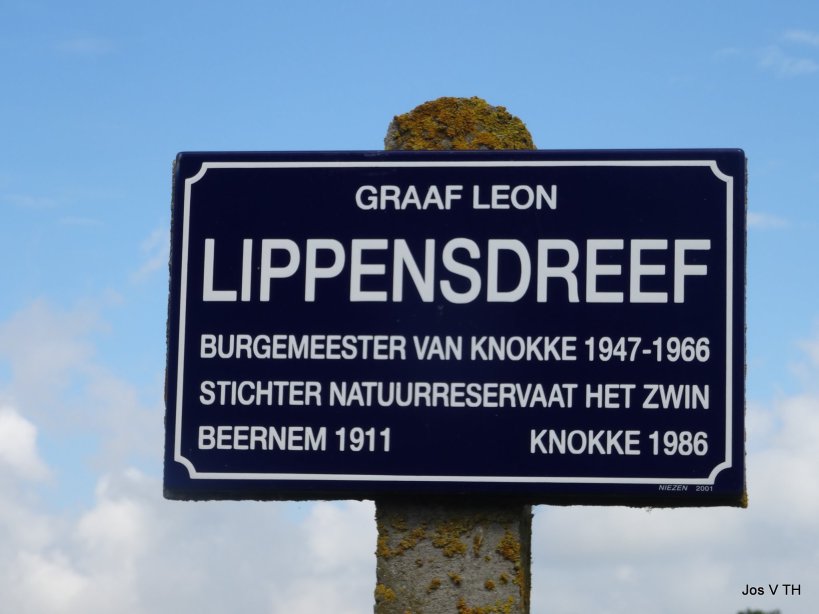 GRAAF LEON
LIPPENSDREEF
BURGEMEESTER VAN KNOKKE 1947-1966
STICHTER NATUURRESERVAAT HET ZWIN
BEERNEM 1911 KNOKKE 1986
NIEZEN 2001
Jos V TH